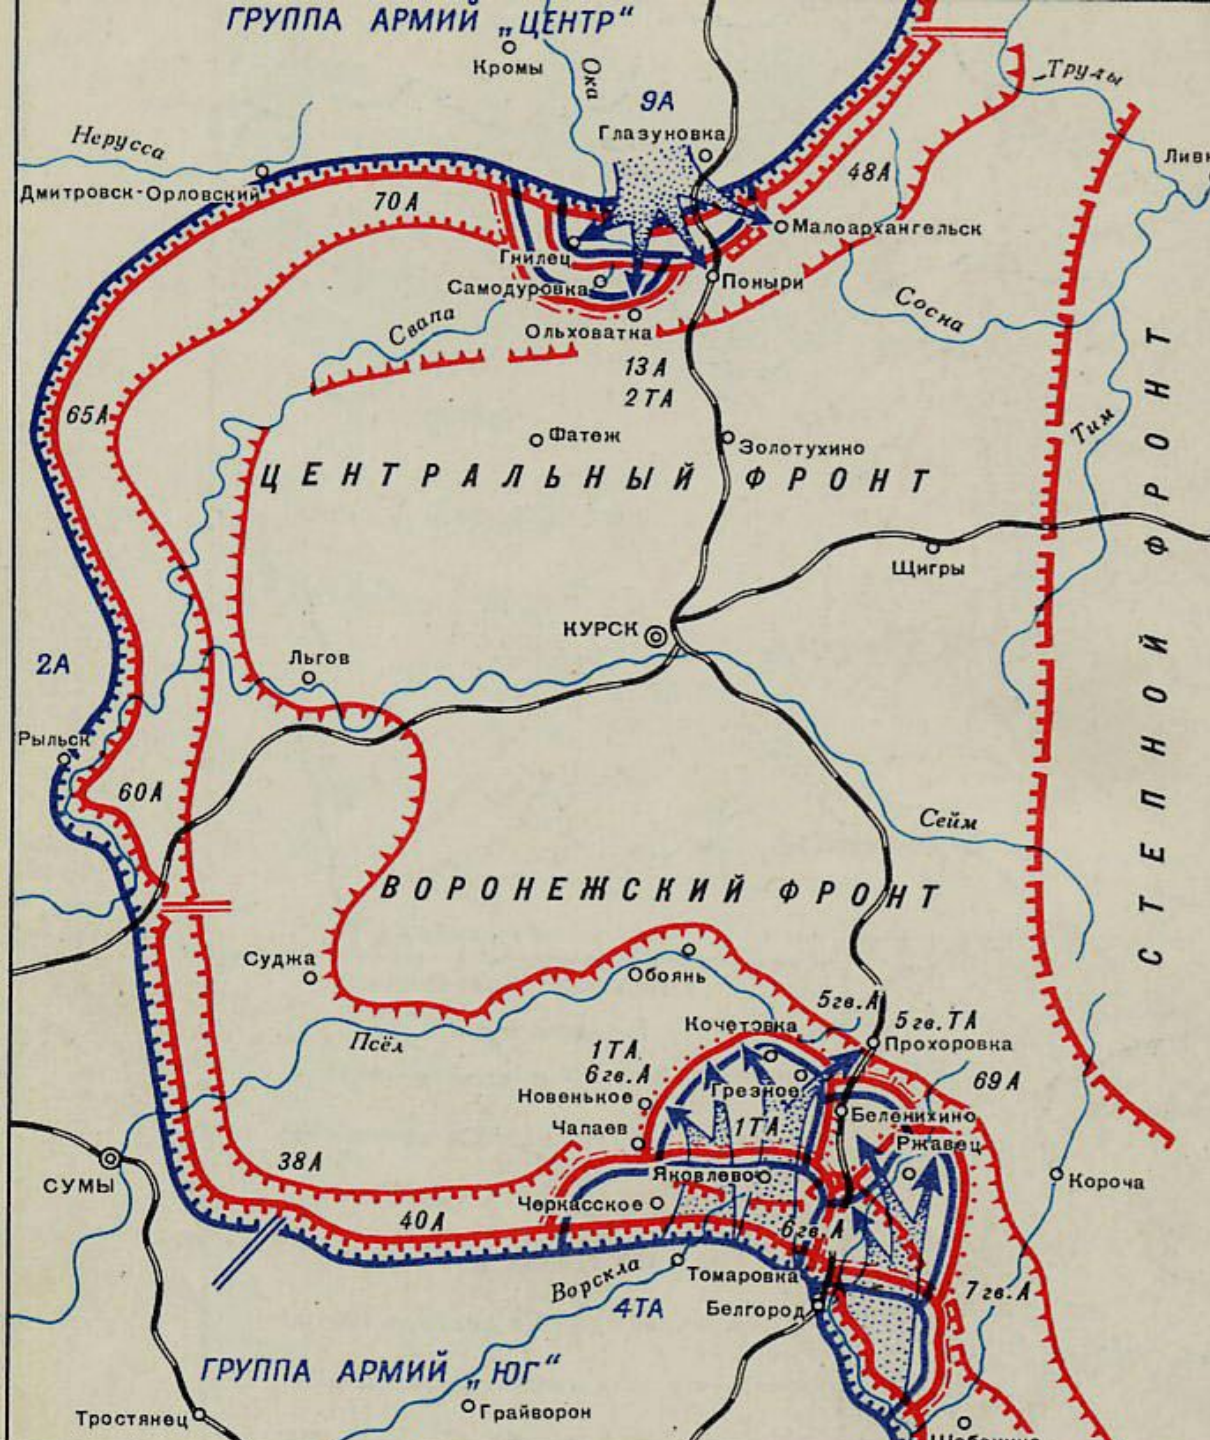 ГРУППА АРМИЙ „ЦЕНТР“
Кромы
Ока
9А
Глазуновка
Труды
Нерусса
Дмитровск-Орловский
70А
48А
Малоархангельск
Гнилец
Самодуровка
Поныри
Свапа
Ольховатка
Сосна
13А
2ТА
65А
Тим
Фатеж
Золотухино
ЦЕНТРАЛЬНЫЙ ФРОНТ
СТЕПНОЙ ФРОНТ
Щигры
КУРСК
2А
Льгов
Рыльск
60А
Сейм
ВОРОНЕЖСКИЙ ФРОНТ
Суджа
Обоянь
5гв.А
5гв.ТА
Кочетовка
Прохоровка
Псёл
1ТА
6гв.А
69А
Новенькое
Грезное
Беленихино
Чапаев
1ТА
Ржавец
38А
Яковлево
СУМЫ
Короча
Черкасское
40А
6гв.А
Томаровка
Ворскла
7гв.А
4ТА
Белгород
ГРУППА АРМИЙ „ЮГ“
Тростянец
Грайворон